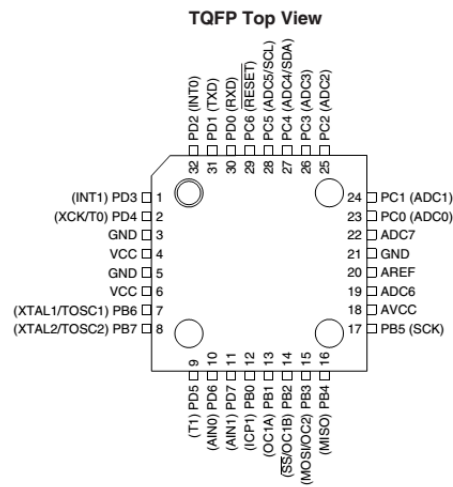 TQFP Top View
PD2 (INT0)
PD1 (TXD)
PD0 (RXD)
PC6 (RESET)
PC5 (ADC5/SCL)
PC4 (ADC4/SDA)
PC3 (ADC3)
PC2 (ADC2)
32
31
30
29
28
27
26
25
(INT1) PD3 1
(XCK/T0) PD4 2
GND 3
VCC 4
GND 5
VCC 6
(XTAL1/TOSC1) PB6 7
(XTAL2/TOSC2) PB7 8
24 PC1 (ADC1)
23 PC0 (ADC0)
22 ADC7
21 GND
20 AREF
19 ADC6
18 AVCC
17 PB5 (SCK)
9
10
11
12
13
14
15
16
(T1) PD5
(AIN0) PD6
(AIN1) PD7
(ICP1) PB0
(OC1A) PB1
(SS/OC1B) PB2
(MOSI/OC2) PB3
(MISO) PB4